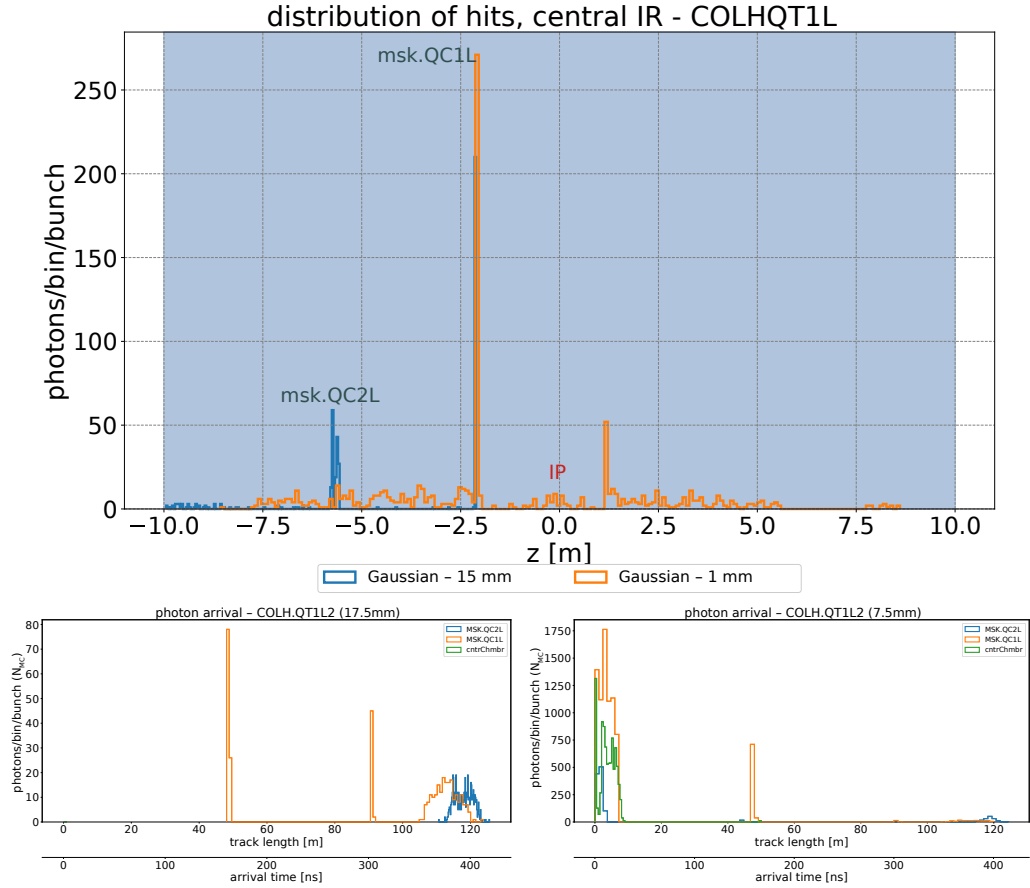 distribution of hits, central IR - COLHQT1L
msk.QC1L
msk.QC2L
IP
photons/bin/bunch
250
200
150
100
50
0
−10.0 −7.5 −5.0 −2.5 0.0 2.5 5.0 7.5 10.0
z [m]
Gaussian – 15 mm Gaussian – 1 mm
photon arrival – COLH.QT1L2 (17.5mm)
MSK.QC2L
MSK.QC1L
cntrChmbr
photons/bin/bunch (N_MC)
80
70
60
50
40
30
20
10
0
0 20 40 60 80 100 120
track length [m]
0 100 200 300 400
arrival time [ns]
photon arrival – COLH.QT1L2 (7.5mm)
MSK.QC2L
MSK.QC1L
cntrChmbr
photons/bin/bunch (N_MC)
1750
1500
1250
1000
750
500
250
0
0 20 40 60 80 100 120
track length [m]
0 100 200 300 400
arrival time [ns]